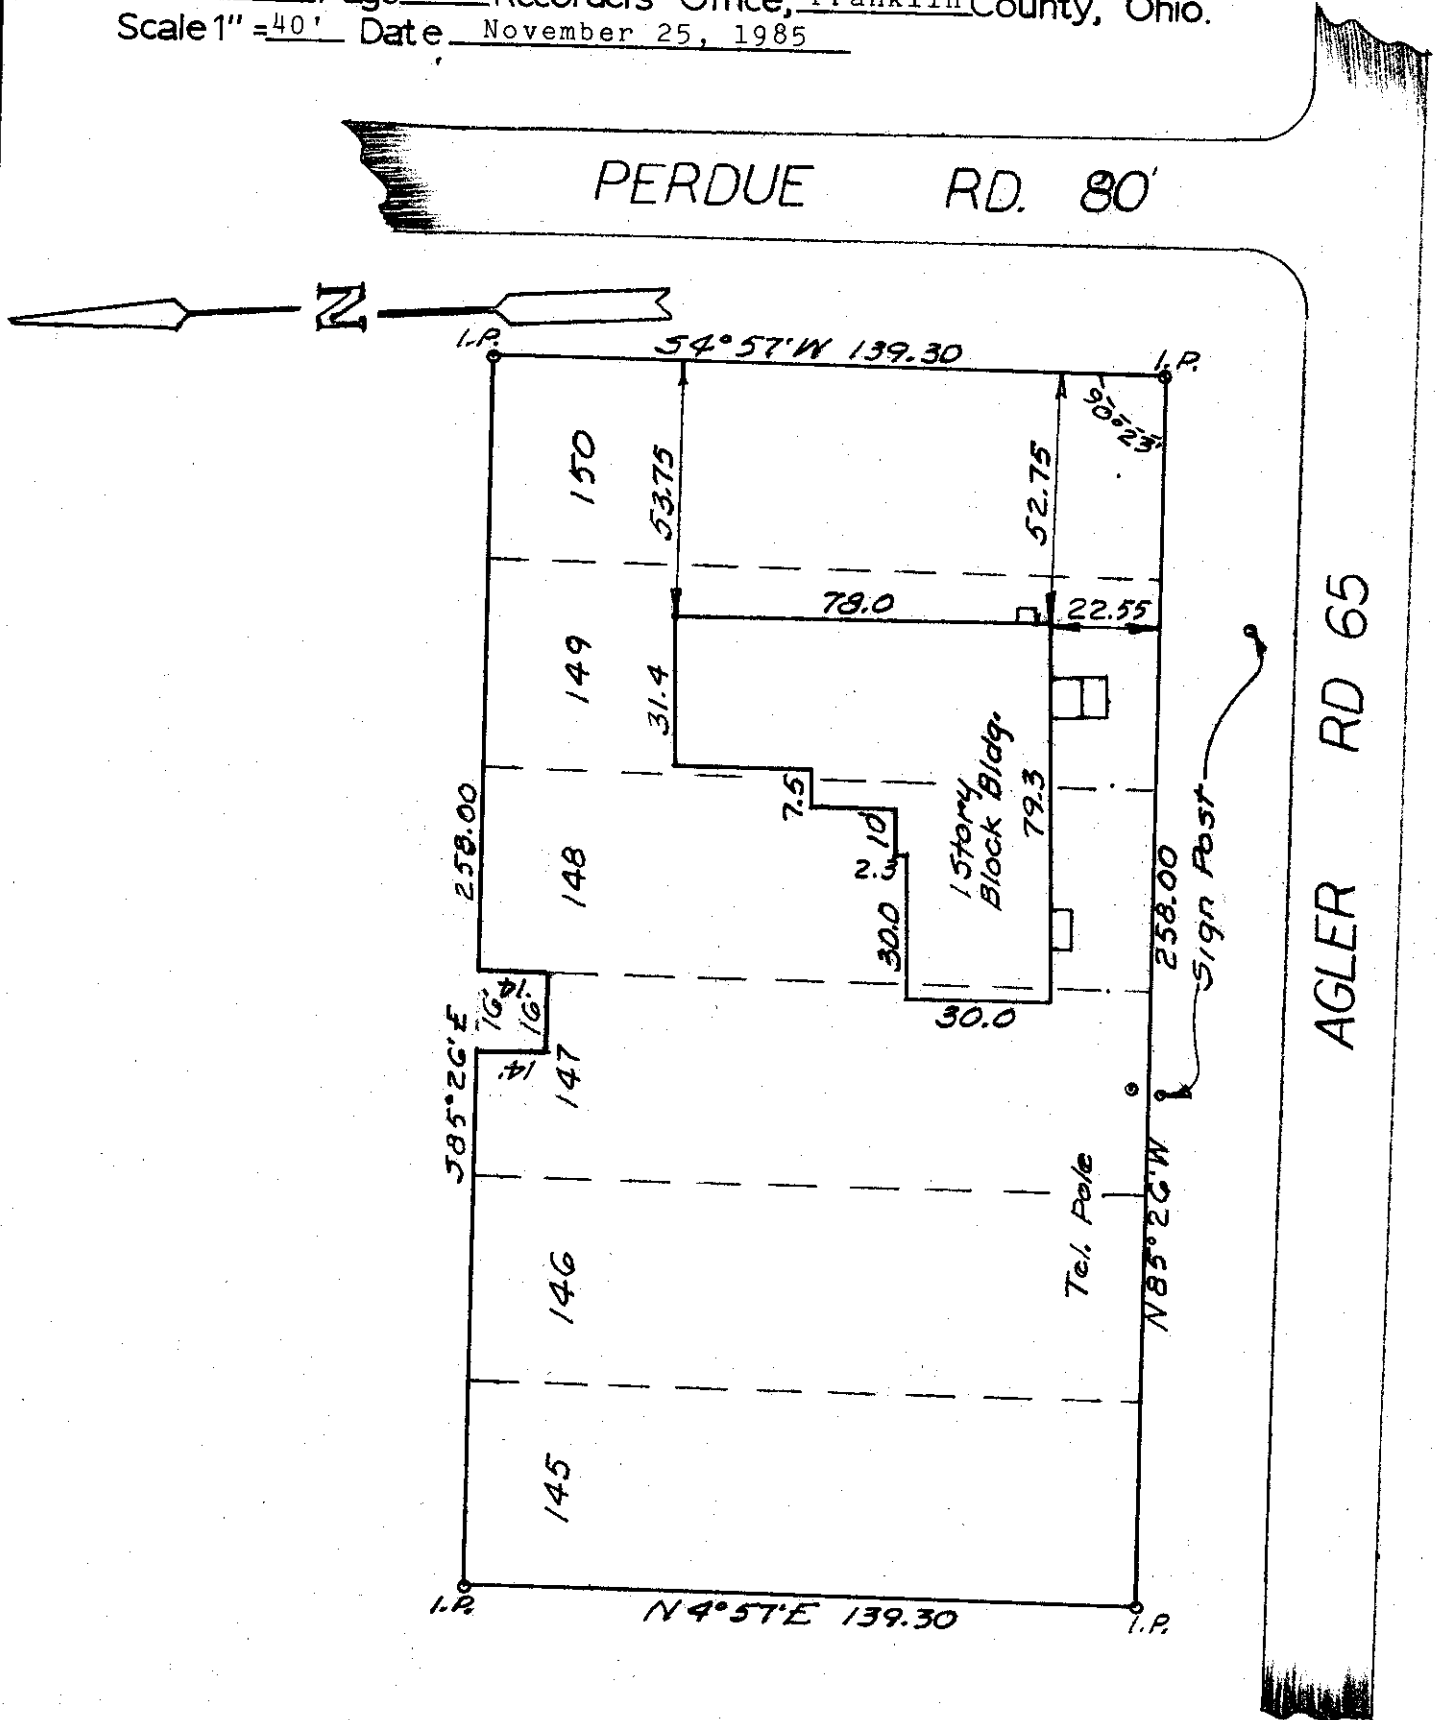 Recorders Office, Franklin County, Ohio.
Scale 1" = 40' Date November 25, 1985
PERDUE RD. 80'
N
I.P.
S4°57'W 139.30
I.P.
90°23'
150
53.75
52.75
78.0
22.55
149
31.4
AGLER RD 65
1 Story
Block Bldg.
79.3
7.5
10
2.3
258.00
148
30.0
258.00
Sign Post
14'
16'
16'
30.0
S85°26'E
14'
147
Tel. Pole
N85°26'W
146
145
I.P.
N4°57'E 139.30
I.P.